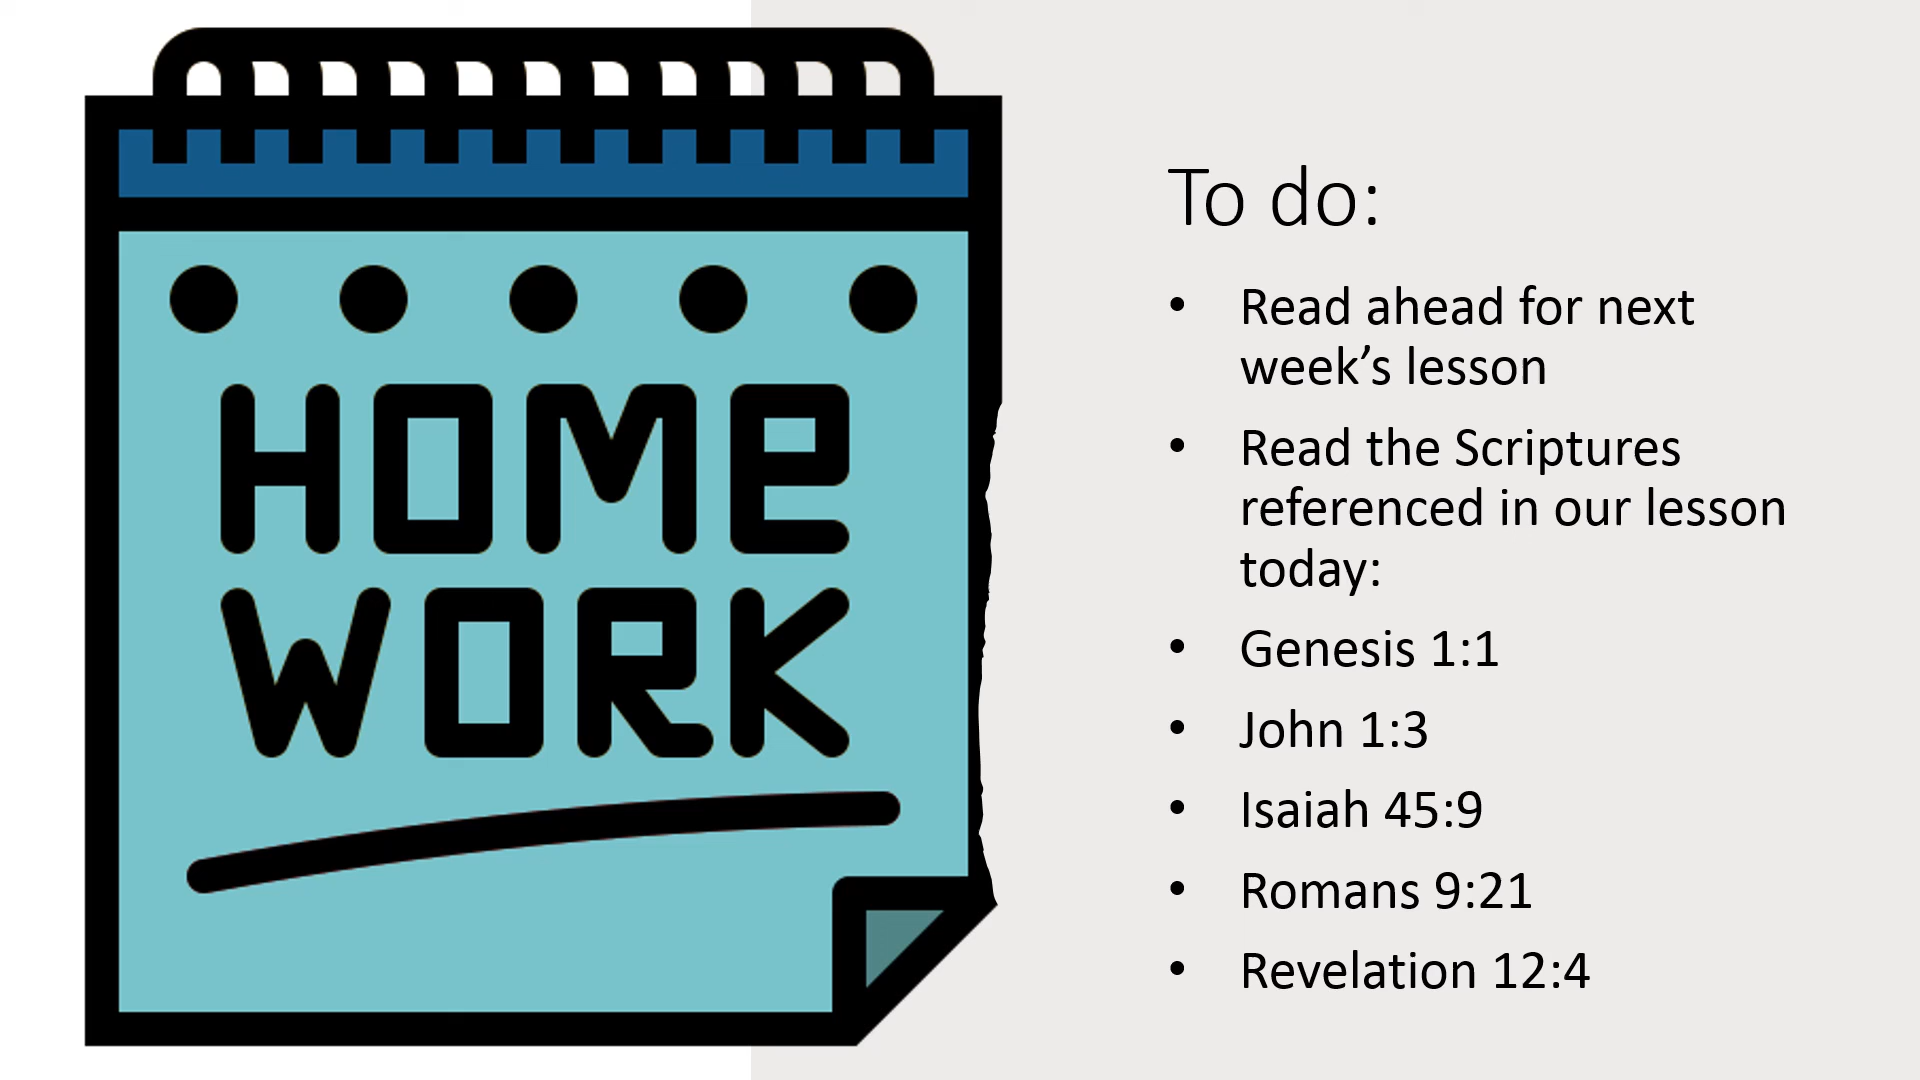 HOME
WORK
To do:
• Read ahead for next
week’s lesson
• Read the Scriptures
referenced in our lesson
today:
• Genesis 1:1
• John 1:3
• Isaiah 45:9
• Romans 9:21
• Revelation 12:4